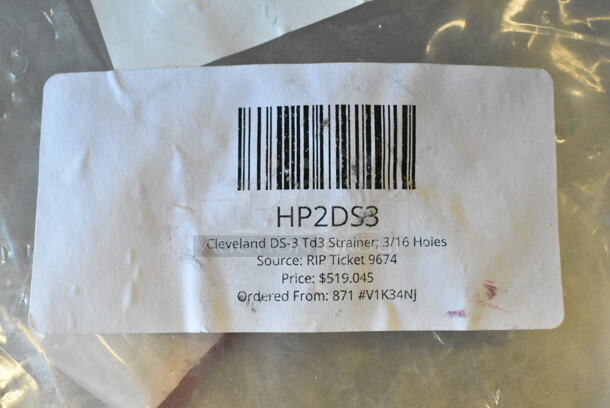 HP2DS3
Cleveland DS-3 Td3 Strainer; 3/16 Holes
Source: RIP Ticket 9674
Price: $519.045
Ordered From: 871 #V1K34Nj